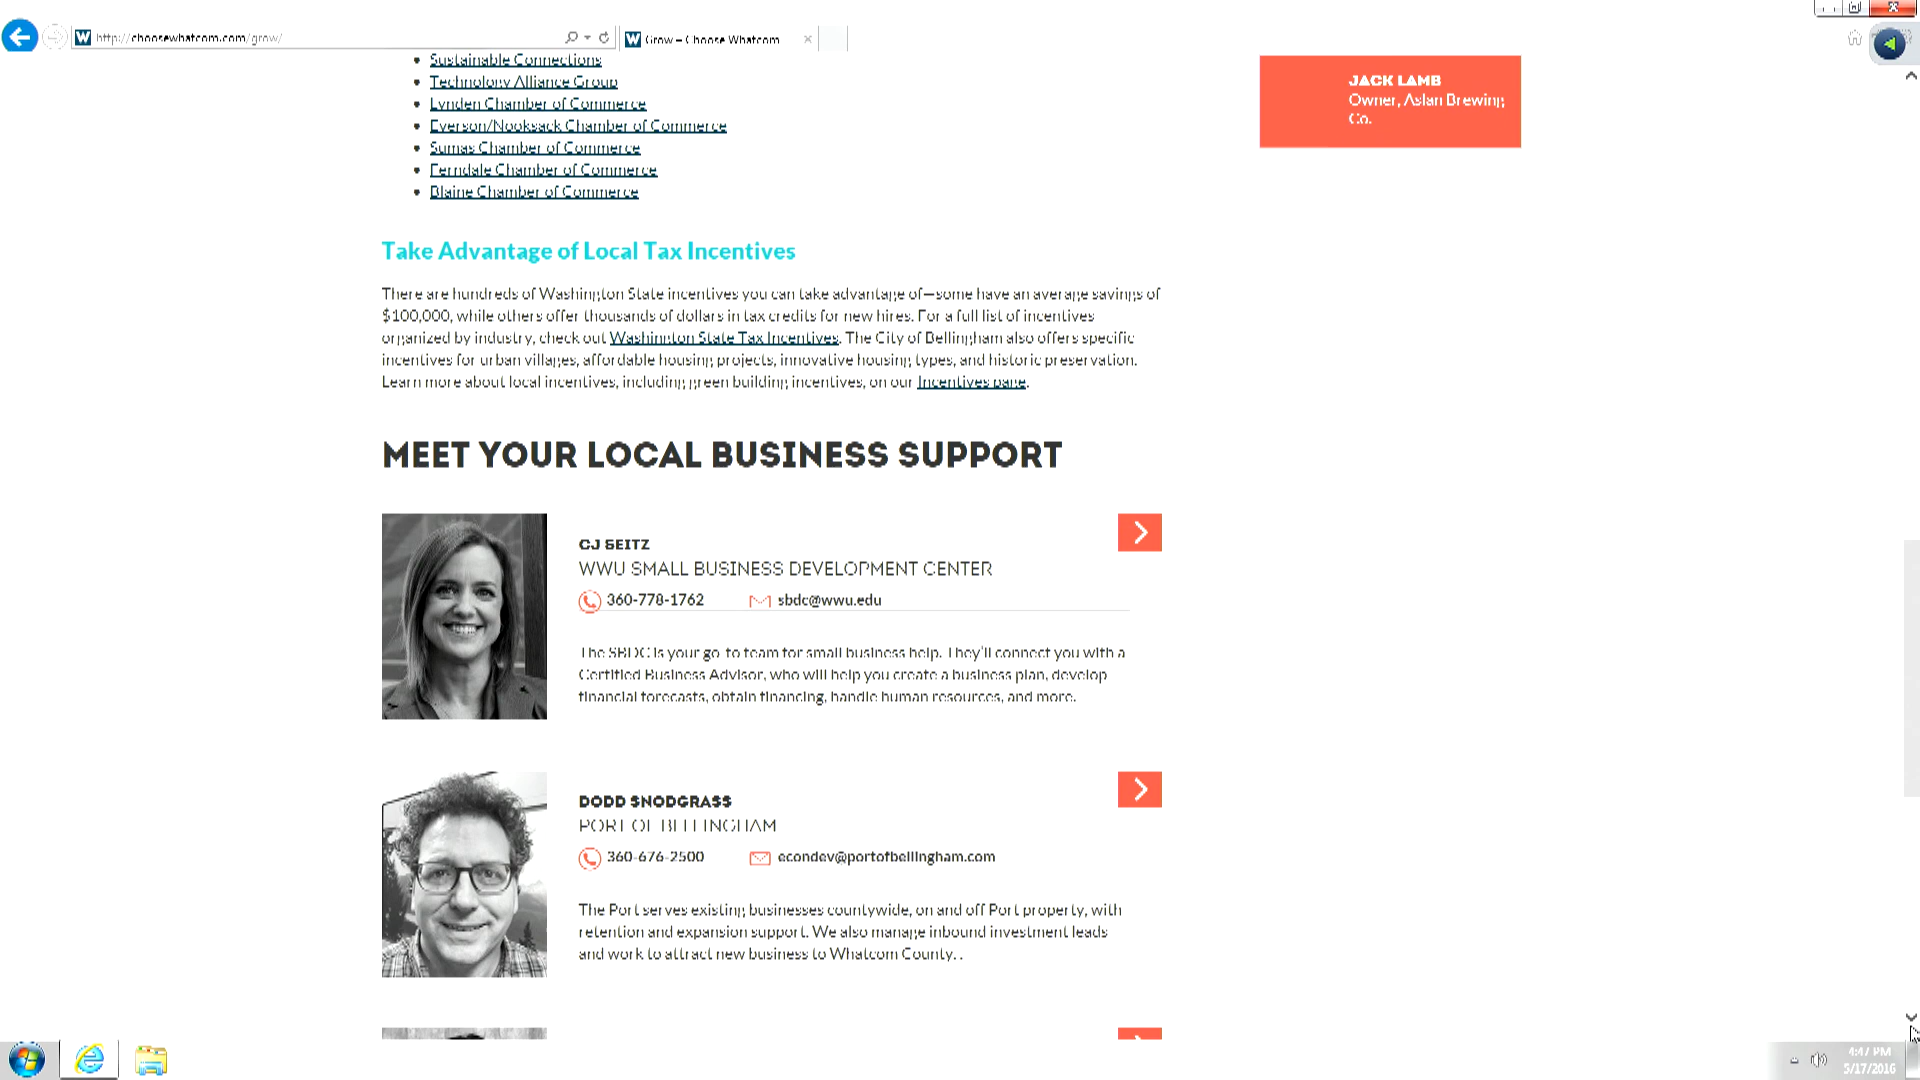 http://choosewhatcom.com/grow/
Grow – Choose Whatcom
Sustainable Connections
Technology Alliance Group
Lynden Chamber of Commerce
Everson/Nooksack Chamber of Commerce
Sumas Chamber of Commerce
Ferndale Chamber of Commerce
Blaine Chamber of Commerce
JACK LAMB
Owner, Aslan Brewing
Co.
Take Advantage of Local Tax Incentives
There are hundreds of Washington State incentives you can take advantage of—some have an average savings of
$100,000, while others offer thousands of dollars in tax credits for new hires. For a full list of incentives
organized by industry, check out Washington State Tax Incentives. The City of Bellingham also offers specific
incentives for urban villages, affordable housing projects, innovative housing types, and historic preservation.
Learn more about local incentives, including green building incentives, on our Incentives page.
MEET YOUR LOCAL BUSINESS SUPPORT
CJ SEITZ
WWU SMALL BUSINESS DEVELOPMENT CENTER
360-778-1762 sbdc@wwu.edu
The SBDC is your go-to team for small business help. They'll connect you with a
Certified Business Advisor, who will help you create a business plan, develop
financial forecasts, obtain financing, handle human resources, and more.
DODD SNODGRASS
PORT OF BELLINGHAM
360-676-2500 econdev@portofbellingham.com
The Port serves existing businesses countywide, on and off Port property, with
retention and expansion support. We also manage inbound investment leads
and work to attract new business to Whatcom County. .
4:47 PM
5/17/2016